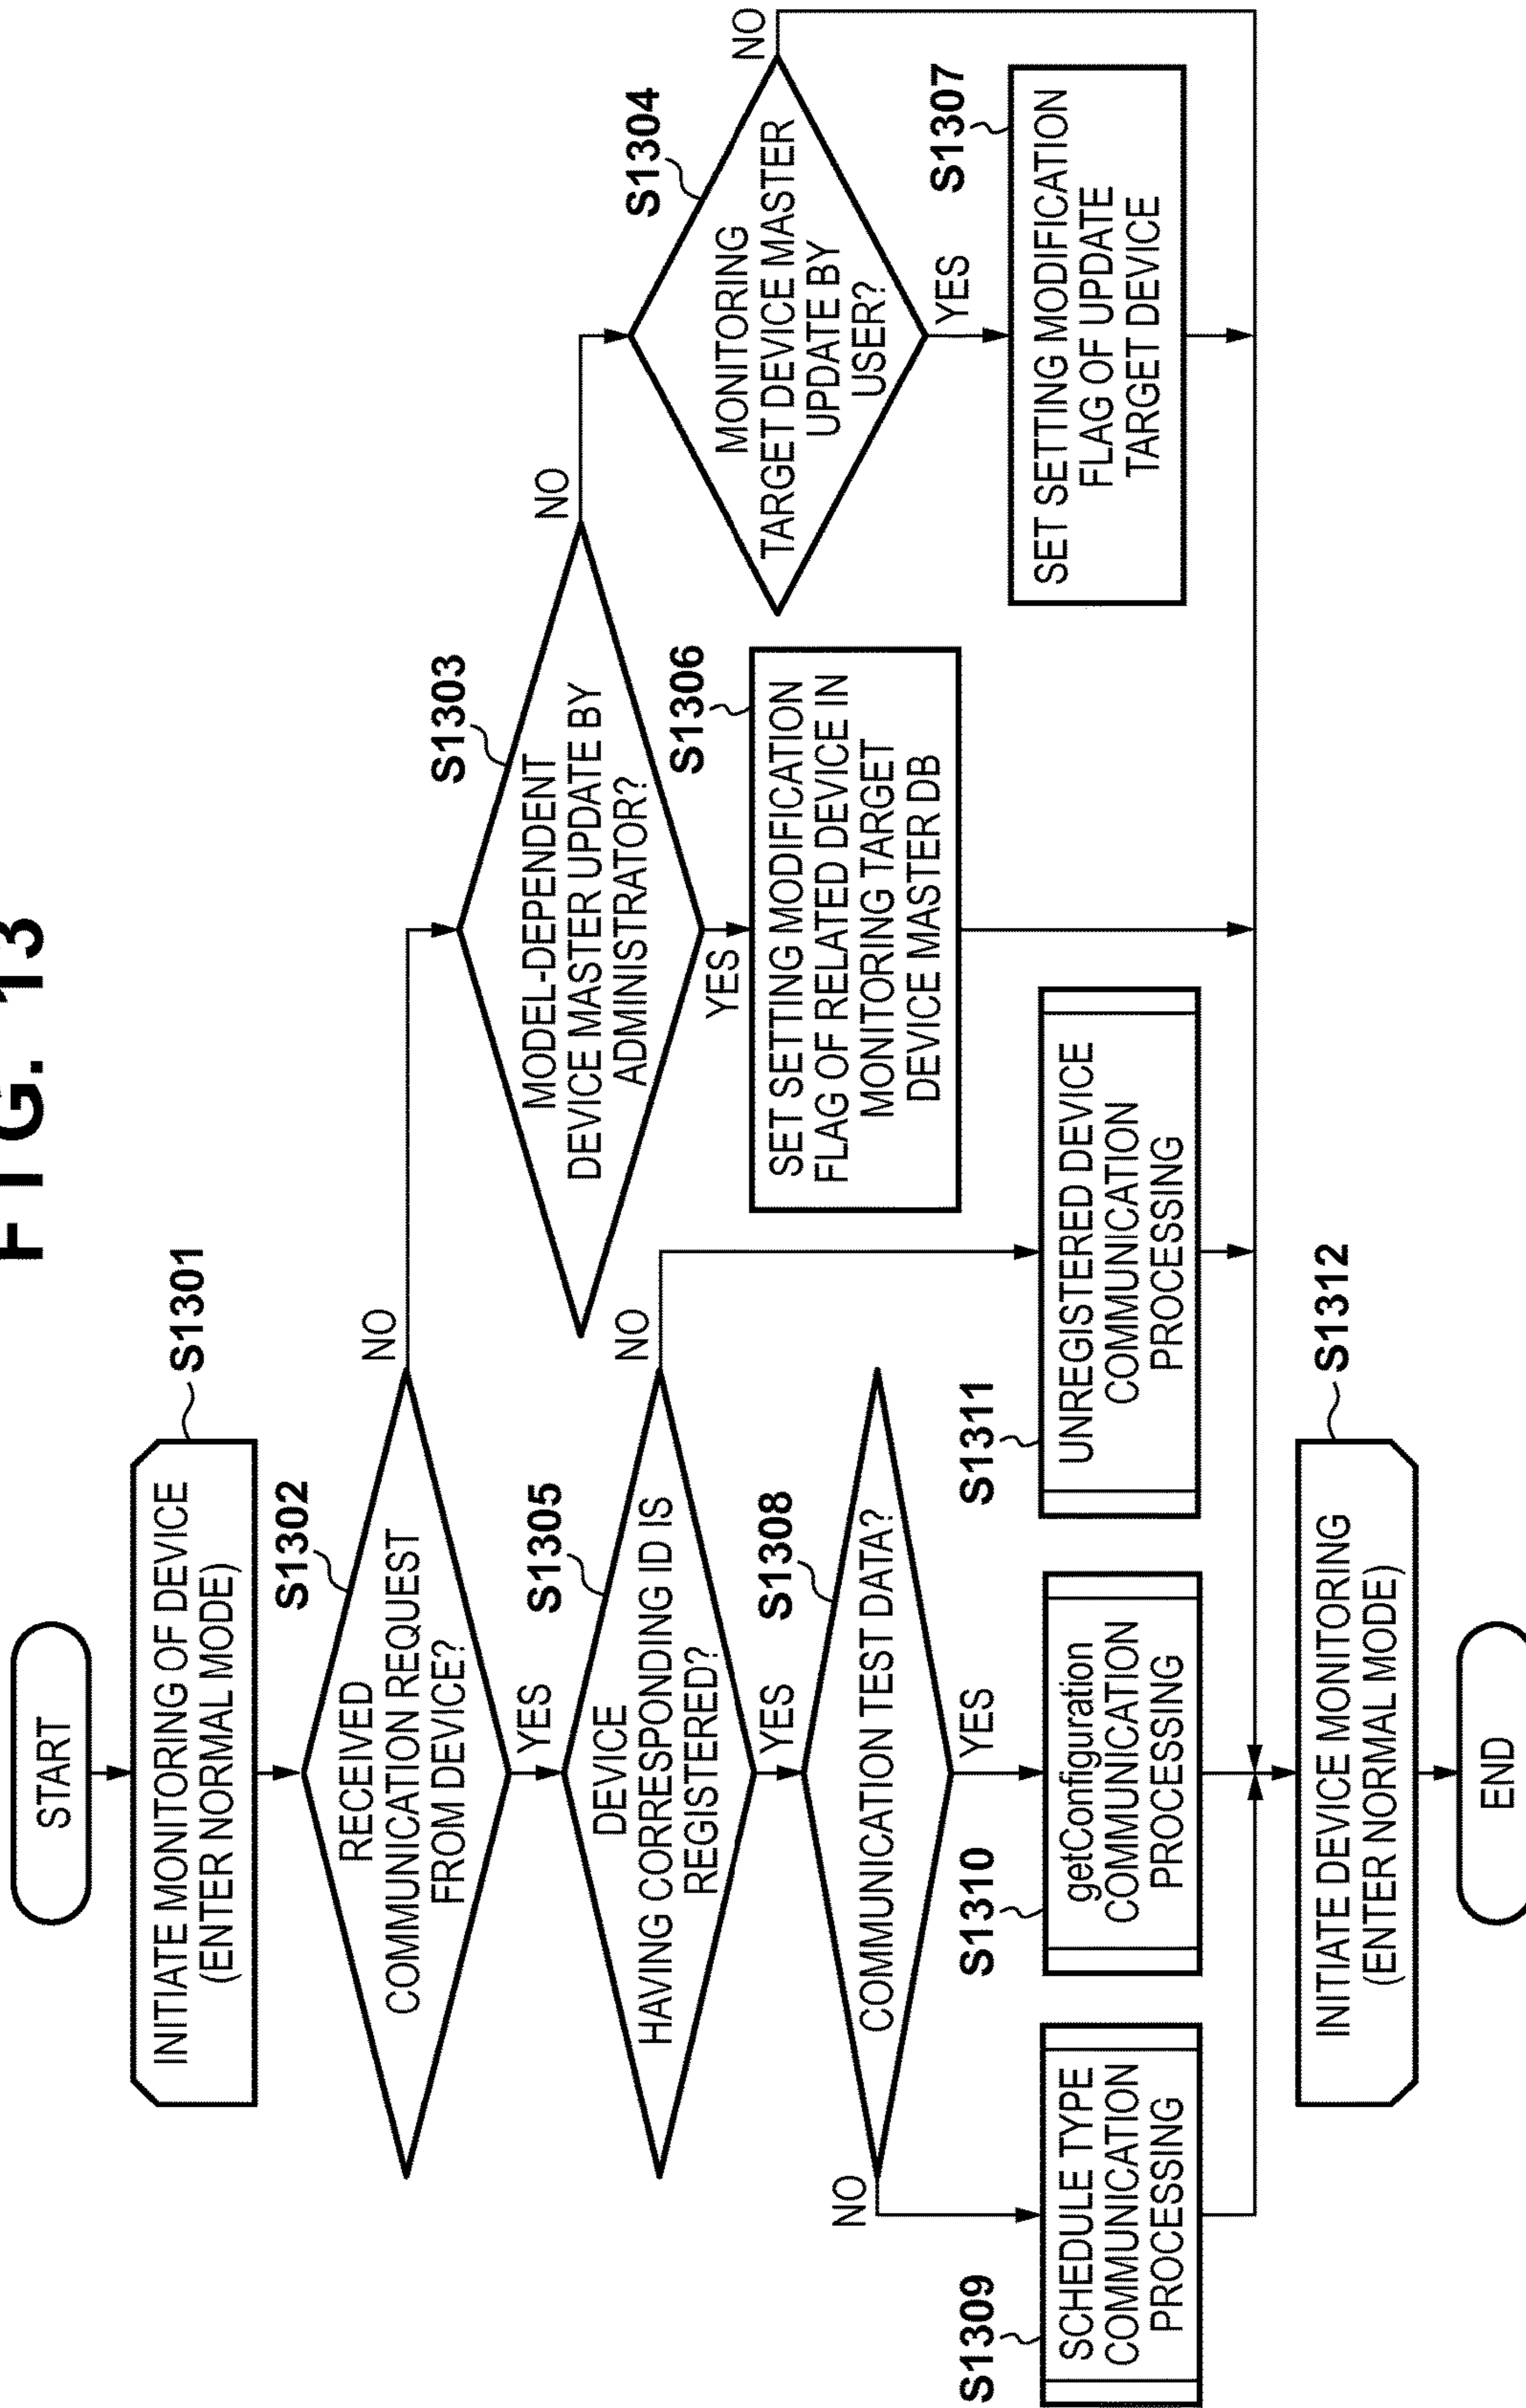 FIG. 13
START
S1301
INITIATE MONITORING OF DEVICE
(ENTER NORMAL MODE)
S1302
RECEIVED
COMMUNICATION REQUEST
FROM DEVICE?
NO
YES
S1303
MODEL-DEPENDENT
DEVICE MASTER UPDATE BY
ADMINISTRATOR?
NO
YES
S1304
MONITORING
TARGET DEVICE MASTER
UPDATE BY
USER?
NO
YES
S1305
DEVICE
HAVING CORRESPONDING ID IS
REGISTERED?
NO
YES
S1306
SET SETTING MODIFICATION
FLAG OF RELATED DEVICE IN
MONITORING TARGET
DEVICE MASTER DB
S1307
SET SETTING MODIFICATION
FLAG OF UPDATE
TARGET DEVICE
S1308
COMMUNICATION TEST DATA?
NO
YES
S1309
SCHEDULE TYPE
COMMUNICATION
PROCESSING
S1310
getConfiguration
COMMUNICATION
PROCESSING
S1311
UNREGISTERED DEVICE
COMMUNICATION
PROCESSING
S1312
INITIATE DEVICE MONITORING
(ENTER NORMAL MODE)
END